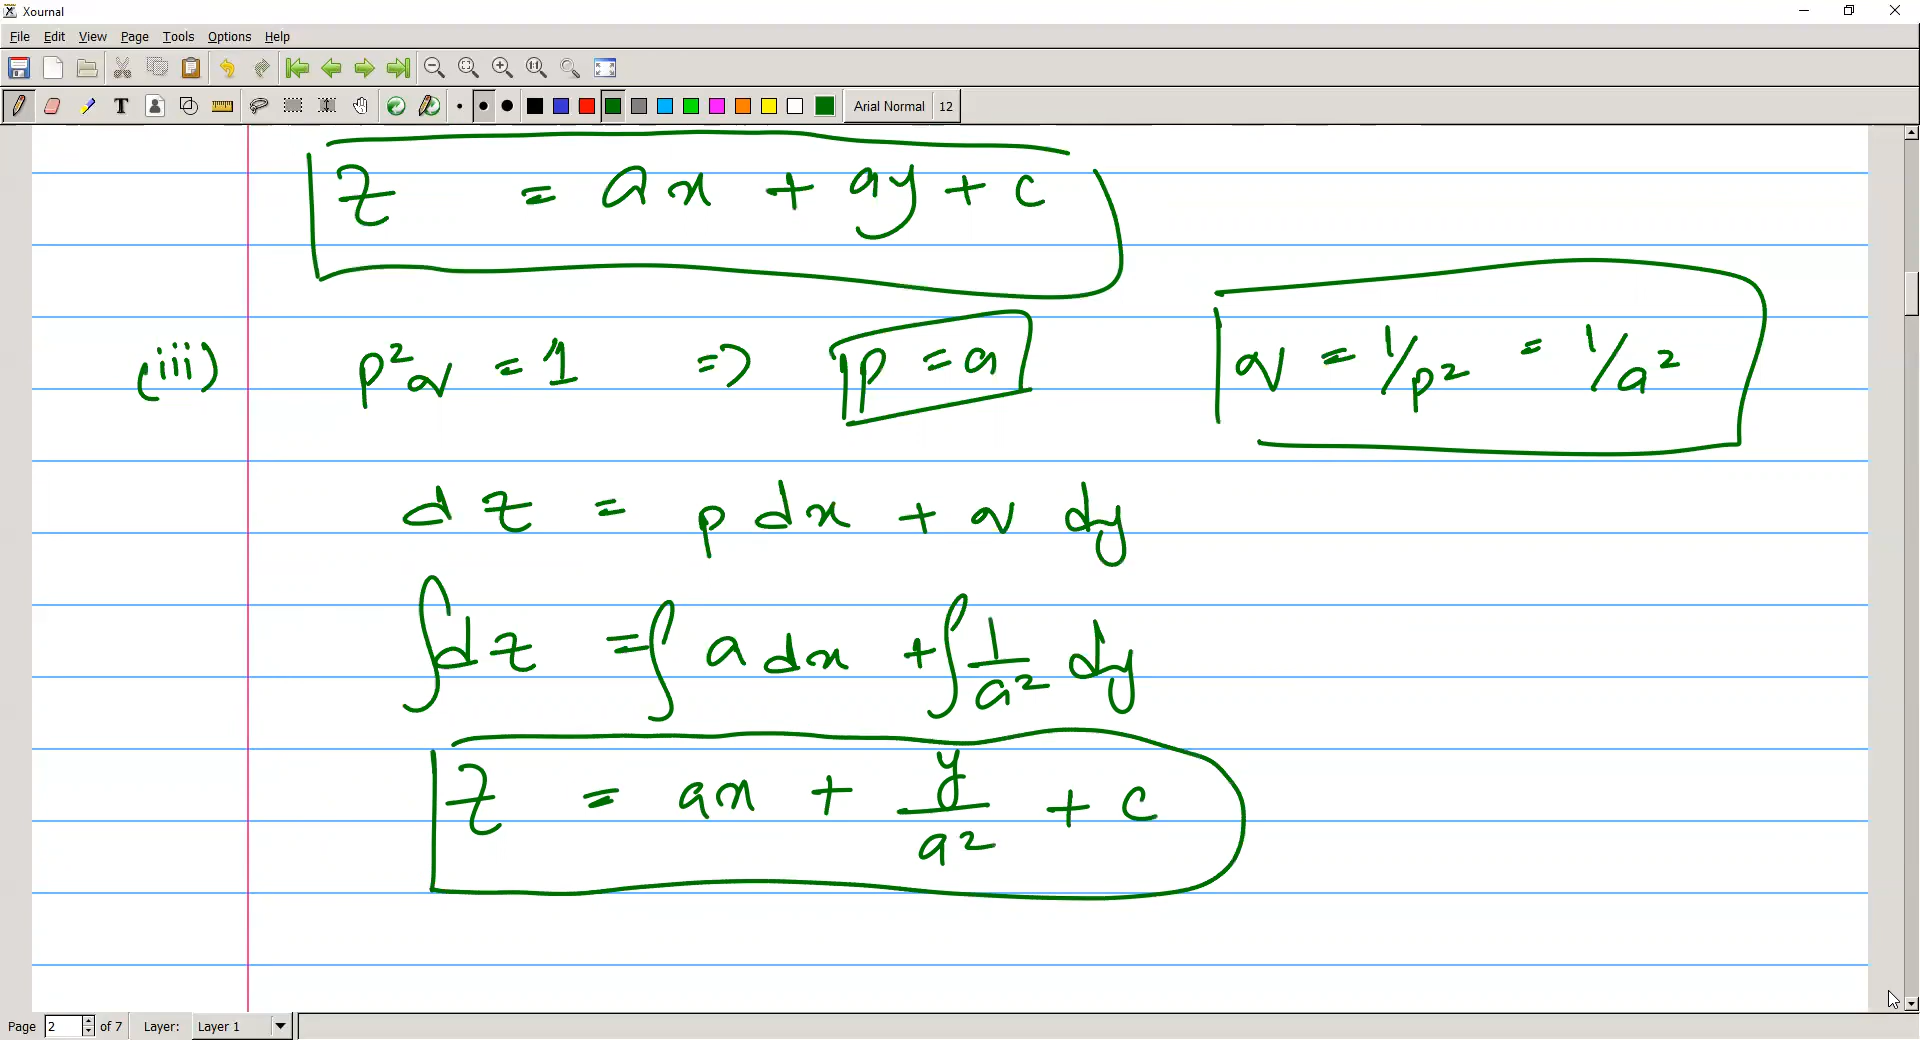 Xournal
File Edit View Page Tools Options Help
Arial Normal 12
z = ax + ay + c
(iii) p²q = 1 ⇒ p = a q = 1/p² = 1/a²
dz = p dx + q dy
∫dz = ∫ a dx + ∫ 1/a² dy
z = ax + y/a² + c
Page 2 of 7 Layer: Layer 1